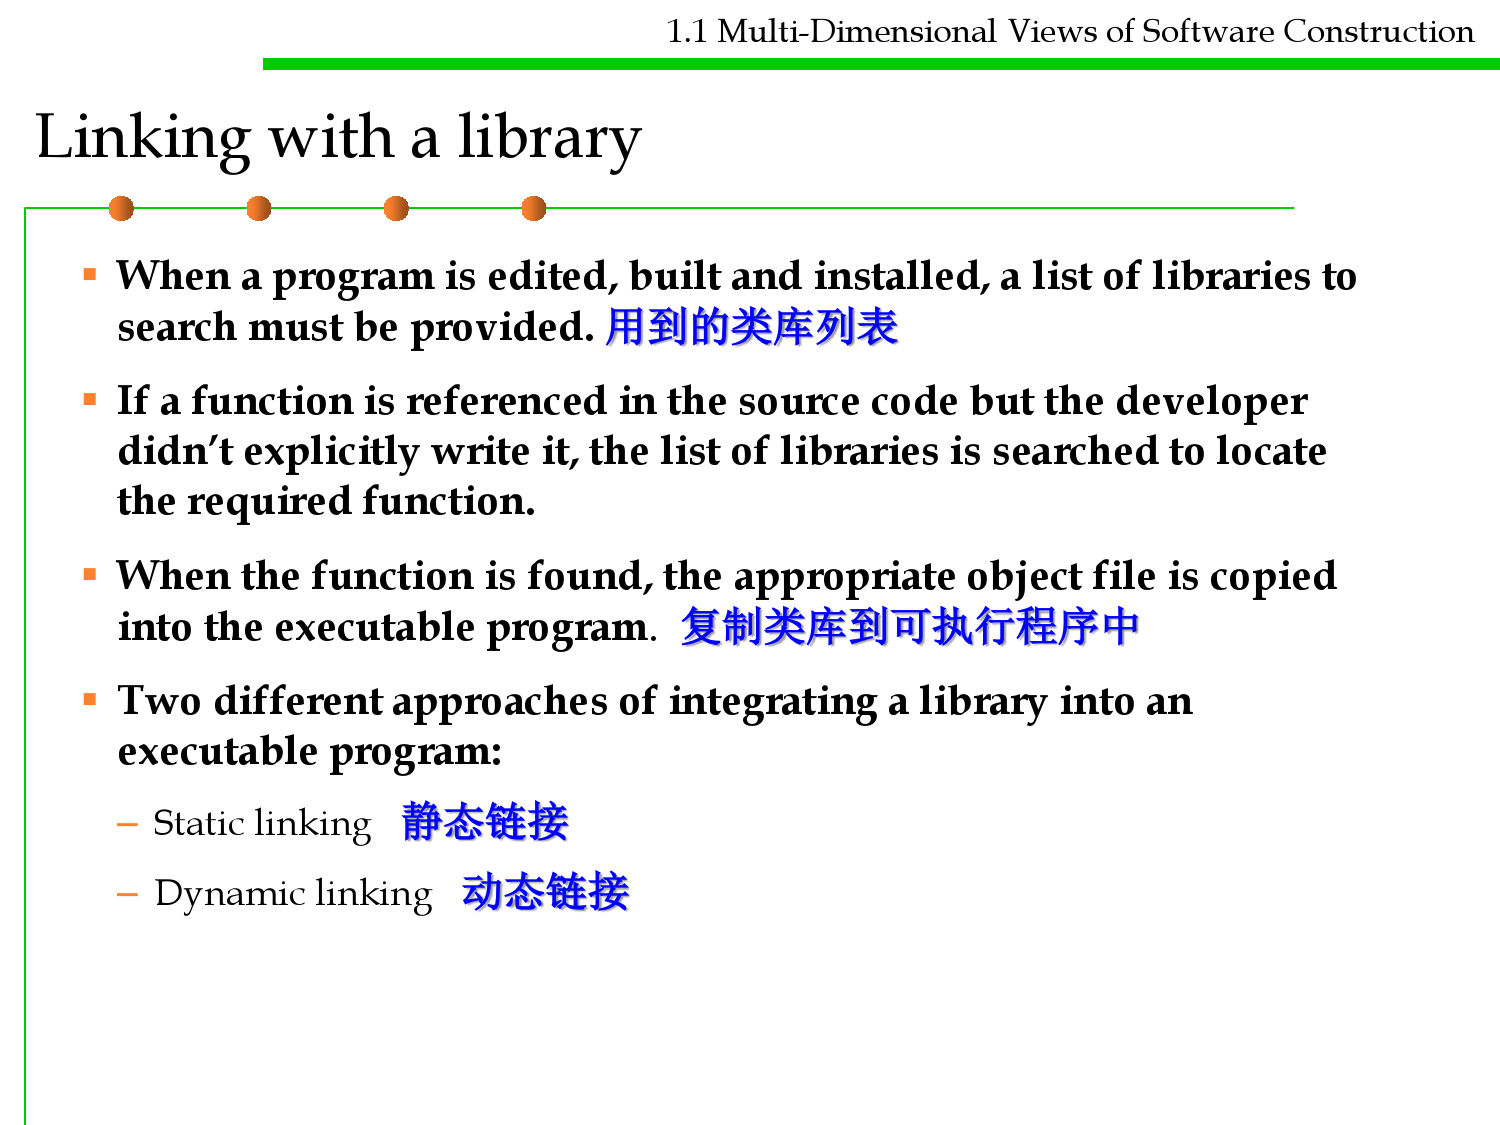 1.1 Multi-Dimensional Views of Software Construction
Linking with a library
▪ When a program is edited, built and installed, a list of libraries to
search must be provided. 用到的类库列表
▪ If a function is referenced in the source code but the developer
didn’t explicitly write it, the list of libraries is searched to locate
the required function.
▪ When the function is found, the appropriate object file is copied
into the executable program. 复制类库到可执行程序中
▪ Two different approaches of integrating a library into an
executable program:
– Static linking 静态链接
– Dynamic linking 动态链接